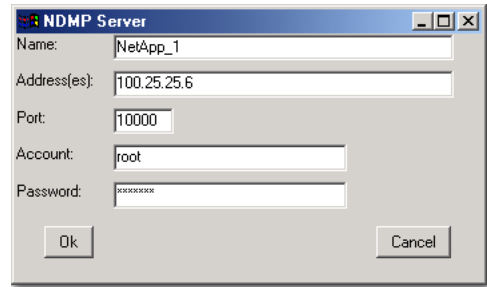 NDMP Server
Name: NetApp_1
Address(es): 100.25.25.6
Port: 10000
Account: root
Password: *******
Ok Cancel